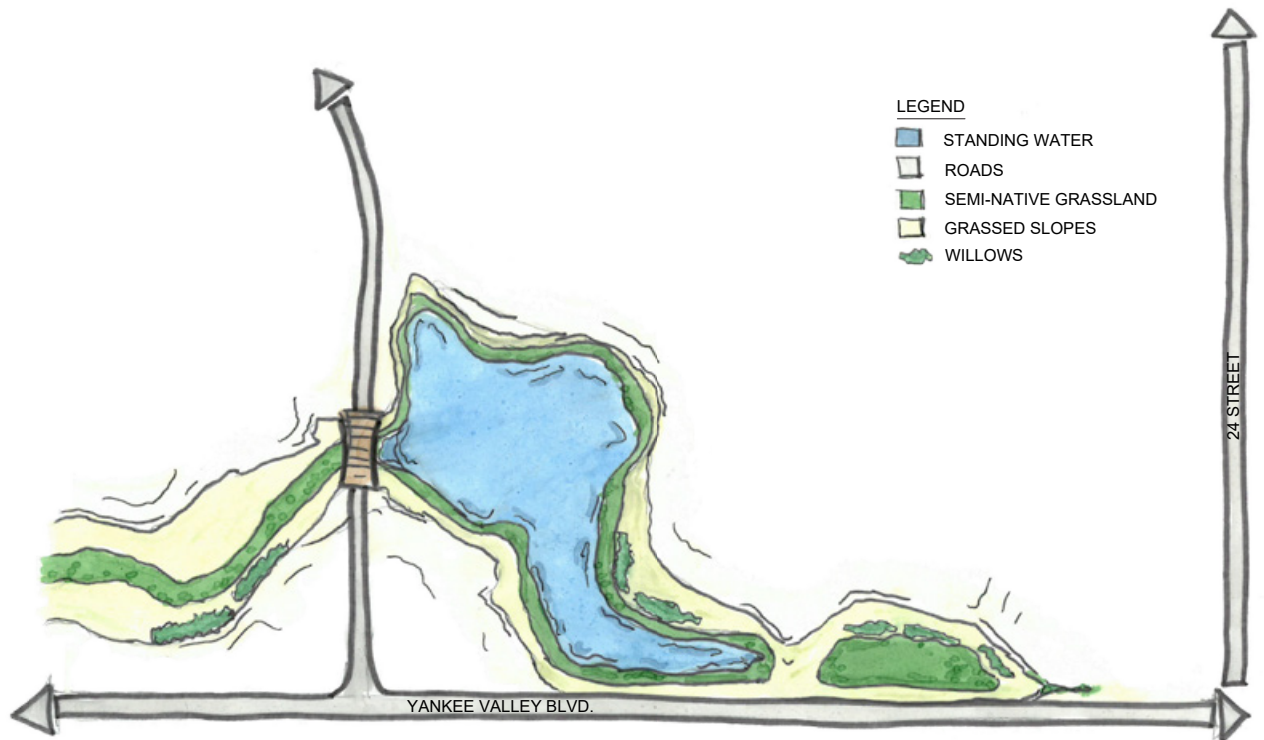 LEGEND
STANDING WATER
ROADS
SEMI-NATIVE GRASSLAND
GRASSED SLOPES
WILLOWS
24 STREET
YANKEE VALLEY BLVD.